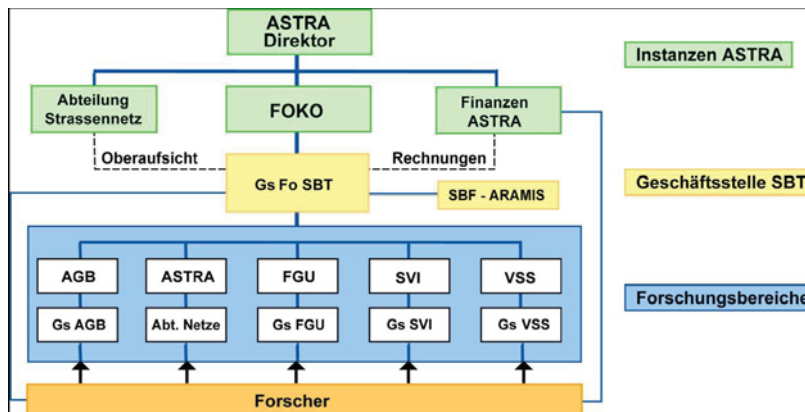 ASTRA
Direktor
Instanzen ASTRA
Abteilung
Strassennetz
FOKO
Finanzen
ASTRA
Oberaufsicht
Rechnungen
Gs Fo SBT
SBF - ARAMIS
Geschäftsstelle SBT
AGB
ASTRA
FGU
SVI
VSS
Forschungsbereiche
Gs AGB
Abt. Netze
Gs FGU
Gs SVI
Gs VSS
Forscher